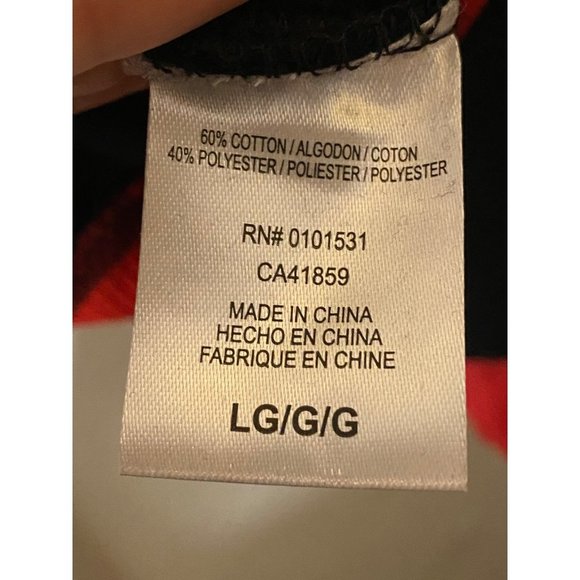 60% COTTON / ALGODON / COTON
40% POLYESTER / POLIESTER / POLYESTER
RN# 0101531
CA41859
MADE IN CHINA
HECHO EN CHINA
FABRIQUE EN CHINE
LG/G/G